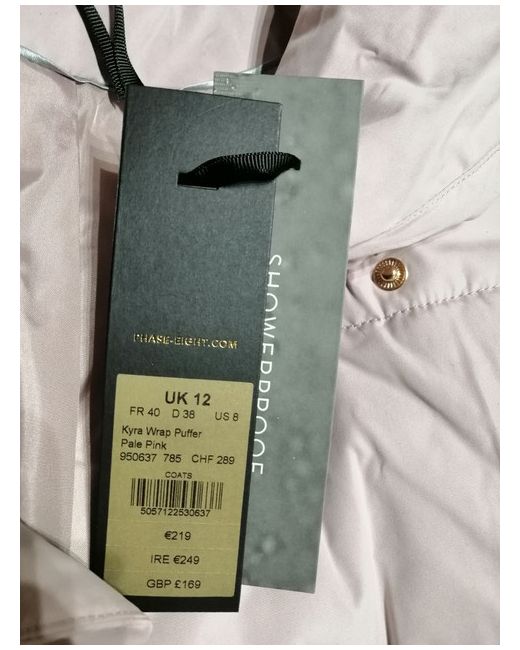 PHASE-EIGHT.COM
UK 12
FR 40 D 38 US 8
Kyra Wrap Puffer
Pale Pink
950637 785 CHF 289
COATS
5057122530637
€219
IRE €249
GBP £169
SHOWERPROOF